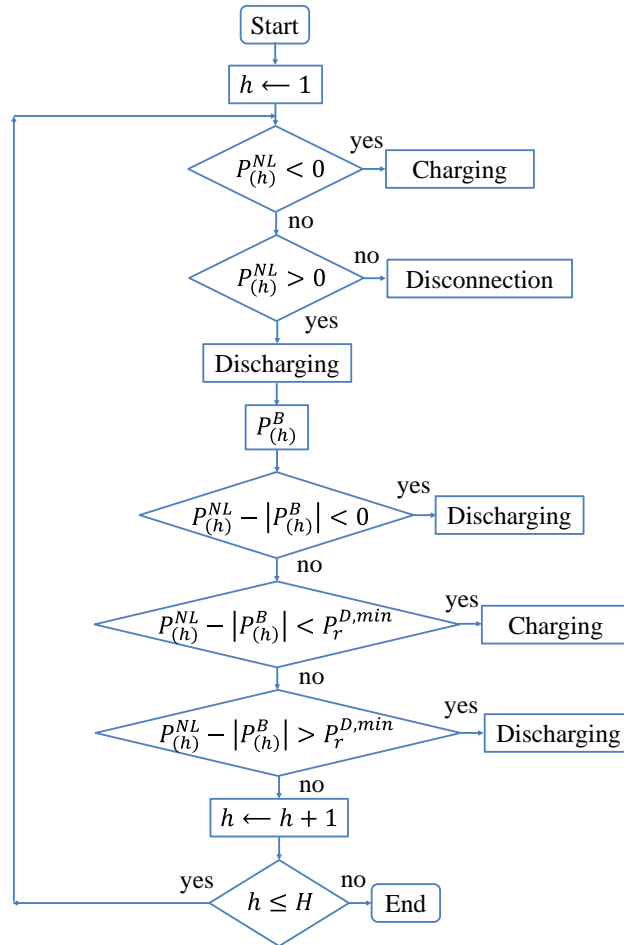 Start
h ← 1
yes
P_{(h)}^{NL} < 0
Charging
no
no
P_{(h)}^{NL} > 0
Disconnection
yes
Discharging
P_{(h)}^{B}
yes
P_{(h)}^{NL} − |P_{(h)}^{B}| < 0
Discharging
no
yes
P_{(h)}^{NL} − |P_{(h)}^{B}| < P_{r}^{D,min}
Charging
no
yes
P_{(h)}^{NL} − |P_{(h)}^{B}| > P_{r}^{D,min}
Discharging
no
h ← h + 1
yes
no
h ≤ H
End